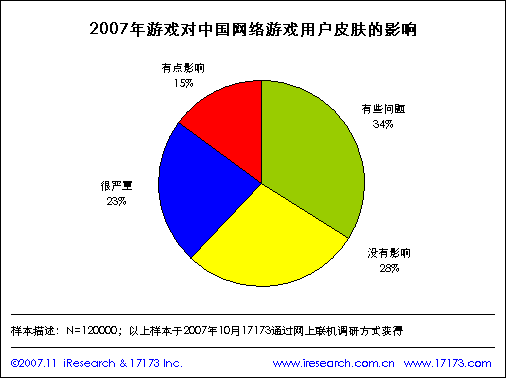 2007年游戏对中国网络游戏用户皮肤的影响
有点影响
15%
有些问题
34%
很严重
23%
没有影响
28%
样本描述：N=120000；以上样本于2007年10月17173通过网上联机调研方式获得
©2007.11 iResearch & 17173 Inc. www.iresearch.com.cn www.17173.com